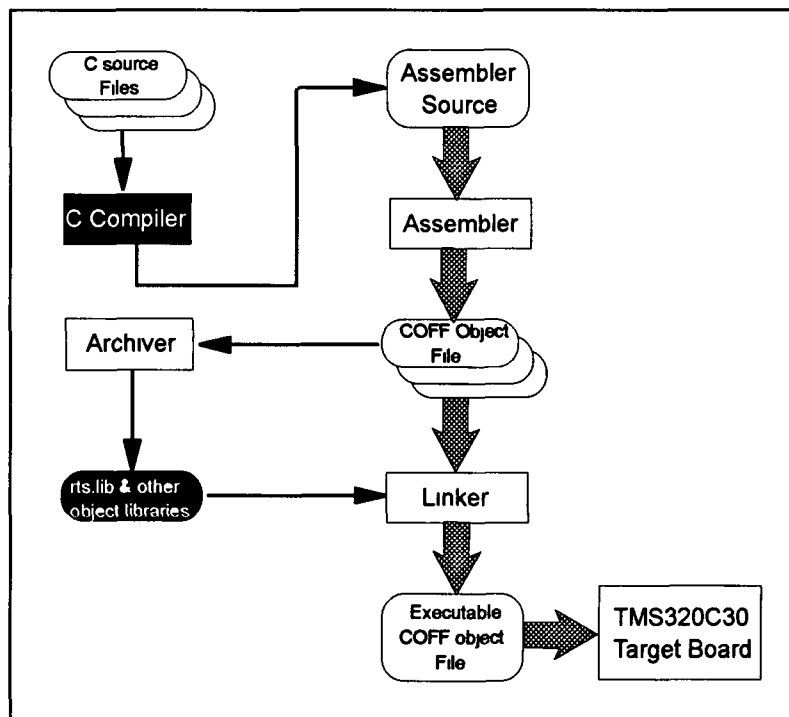 C source
Files
Assembler
Source
C Compiler
Assembler
COFF Object
File
Archiver
rts.lib & other
object libraries
Linker
Executable
COFF object
File
TMS320C30
Target Board